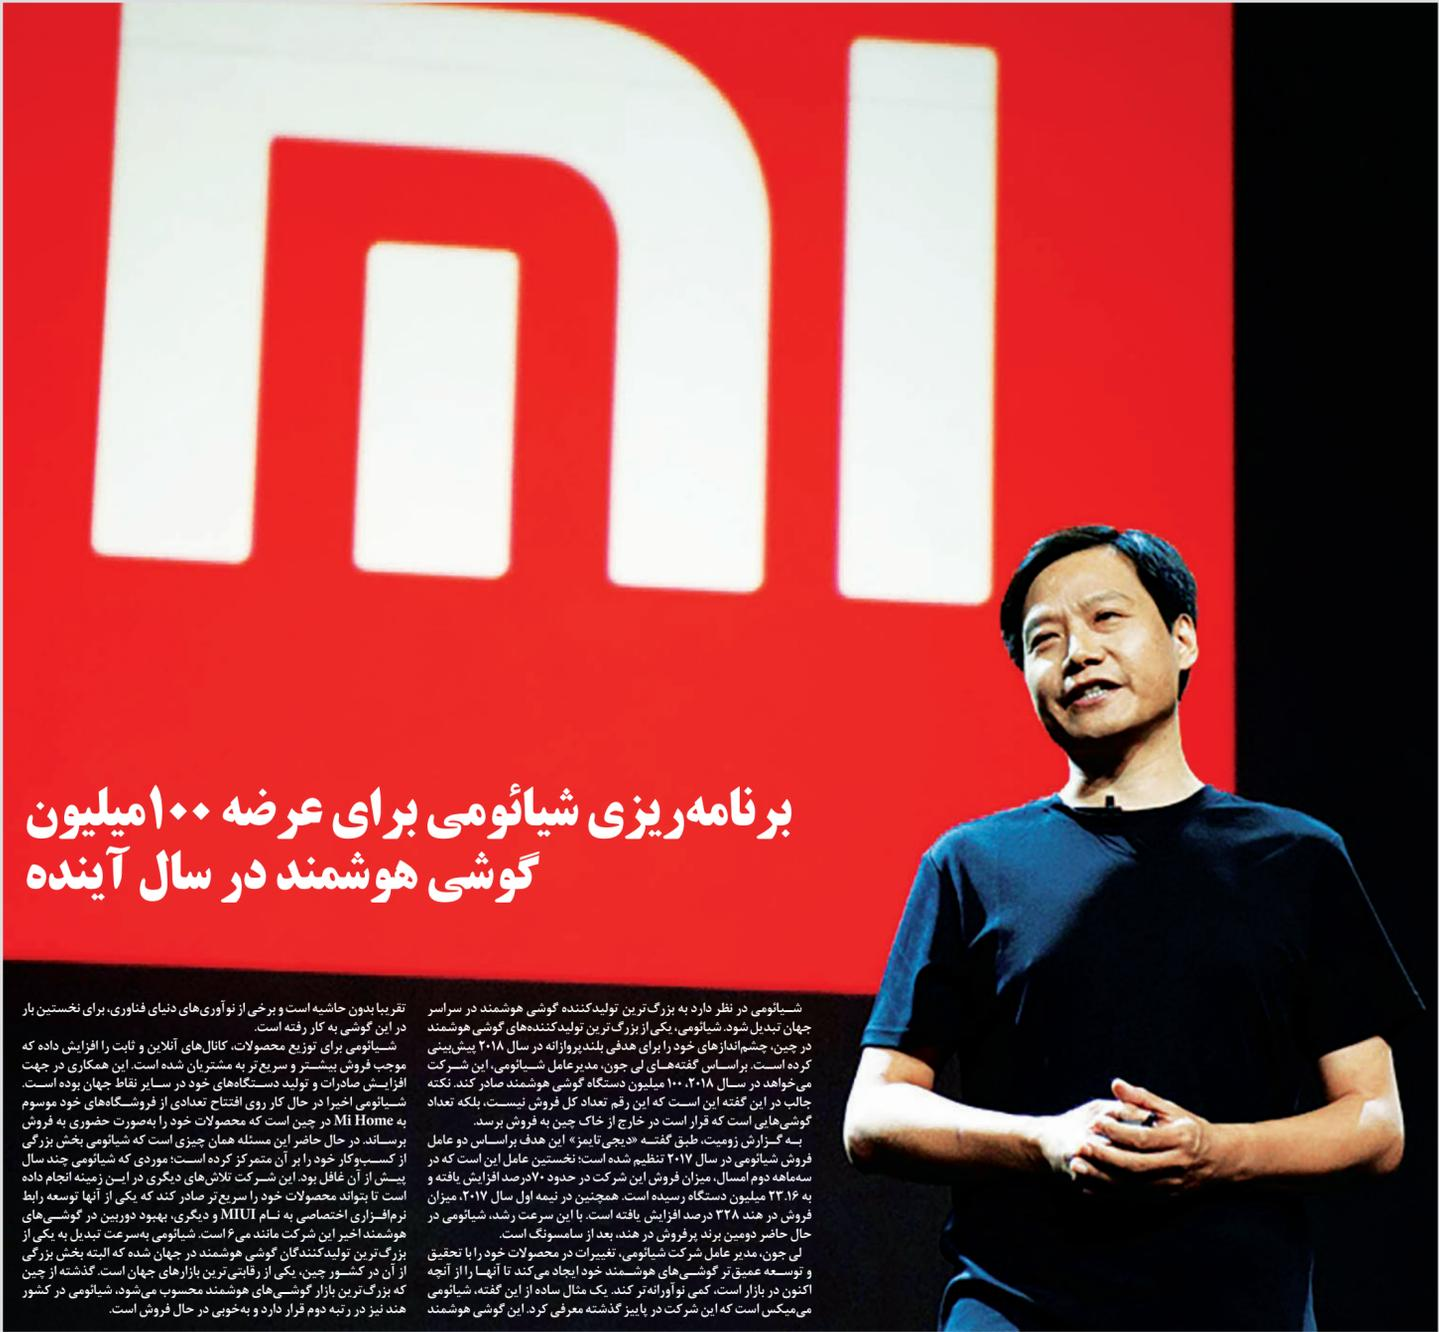 mi
برنامه‌ریزی شیائومی برای عرضه ۱۰۰میلیون
گوشی هوشمند در سال آینده
شیائومی در نظر دارد به بزرگ‌ترین تولیدکننده گوشی هوشمند در سراسر
جهان تبدیل شود. شیائومی، یکی از بزرگ‌ترین تولیدکننده‌های گوشی هوشمند
در چین، چشم‌اندازهای خود را برای هدفی بلندپروازانه در سال ۲۰۱۸ پیش‌بینی
کرده است. براساس گفته‌های لی جون، مدیرعامل شیائومی، این شرکت
می‌خواهد در سال ۲۰۱۸، ۱۰۰ میلیون دستگاه گوشی هوشمند صادر کند. نکته
جالب در این گفته این است که این رقم تعداد کل فروش نیست، بلکه تعداد
گوشی‌هایی است که قرار است در خارج از خاک چین به فروش برسد.
به گزارش زومیت، طبق گفته «دیجی‌تایمز» این هدف براساس دو عامل
فروش شیائومی در سال ۲۰۱۷ تنظیم شده است؛ نخستین عامل این است که در
سه‌ماهه دوم امسال، میزان فروش این شرکت در حدود ۷۰درصد افزایش یافته و
به ۲۳.۱۶ میلیون دستگاه رسیده است. همچنین در نیمه اول سال ۲۰۱۷، میزان
فروش در هند ۳۲۸ درصد افزایش یافته است. با این سرعت رشد، شیائومی در
حال حاضر دومین برند پرفروش در هند، بعد از سامسونگ است.
لی جون، مدیر عامل شرکت شیائومی، تغییرات در محصولات خود را با تحقیق
و توسعه عمیق‌تر گوشی‌های هوشمند خود ایجاد می‌کند تا آنها را از آنچه
اکنون در بازار است، کمی نوآورانه‌تر کند. یک مثال ساده از این گفته، شیائومی
می‌میکس است که این شرکت در پاییز گذشته معرفی کرد. این گوشی هوشمند
تقریبا بدون حاشیه است و برخی از نوآوری‌های دنیای فناوری، برای نخستین بار
در این گوشی به کار رفته است.
شیائومی برای توزیع محصولات، کانال‌های آنلاین و ثابت را افزایش داده که
موجب فروش بیشتر و سریع‌تر به مشتریان شده است. این همکاری در جهت
افزایش صادرات و تولید دستگاه‌های خود در سایر نقاط جهان بوده است.
شیائومی اخیرا در حال کار روی افتتاح تعدادی از فروشگاه‌های خود موسوم
به Mi Home در چین است که محصولات خود را به‌صورت حضوری به فروش
برساند. در حال حاضر این مسئله همان چیزی است که شیائومی بخش بزرگی
از کسب‌وکار خود را بر آن متمرکز کرده است؛ موردی که شیائومی چند سال
پیش از آن غافل بود. این شرکت تلاش‌های دیگری در این زمینه انجام داده
است تا بتواند محصولات خود را سریع‌تر صادر کند که یکی از آنها توسعه رابط
نرم‌افزاری اختصاصی به نام MIUI و دیگری، بهبود دوربین در گوشی‌های
هوشمند اخیر این شرکت مانند می۶ است. شیائومی به‌سرعت تبدیل به یکی از
بزرگ‌ترین تولیدکنندگان گوشی هوشمند در جهان شده که البته بخش بزرگی
از آن در کشور چین، یکی از رقابتی‌ترین بازارهای جهان است. گذشته از چین
که بزرگ‌ترین بازار گوشی‌های هوشمند محسوب می‌شود، شیائومی در کشور
هند نیز در رتبه دوم قرار دارد و به‌خوبی در حال فروش است.